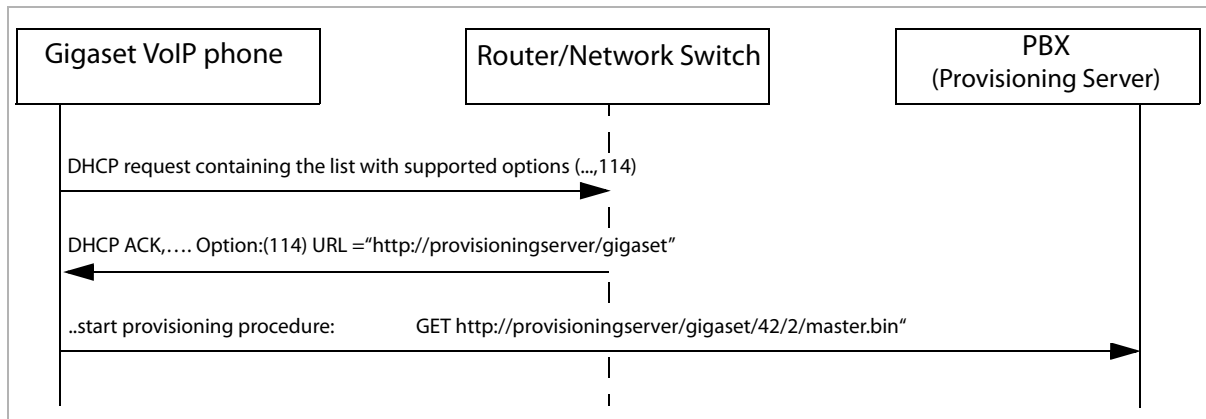 Gigaset VoIP phone
Router/Network Switch
PBX
(Provisioning Server)
DHCP request containing the list with supported options (...,114)
DHCP ACK,…. Option:(114) URL =“http://provisioningserver/gigaset”
..start provisioning procedure: GET http://provisioningserver/gigaset/42/2/master.bin“